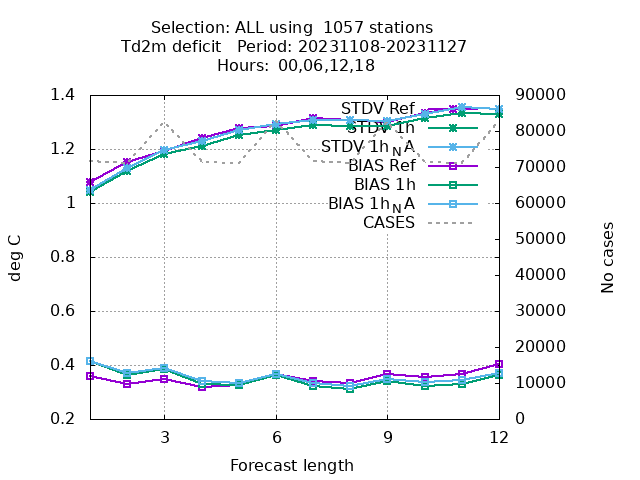 Selection: ALL using  1057 stations
Td2m deficit   Period: 20231108-20231127
Hours:  00,06,12,18
1.4
1.2
1
0.8
0.6
0.4
0.2
deg C
90000
80000
70000
60000
50000
40000
30000
20000
10000
0
No cases
STDV Ref
STDV 1h
STDV 1h_N A
BIAS Ref
BIAS 1h
BIAS 1h_N A
CASES
3
6
9
12
Forecast length